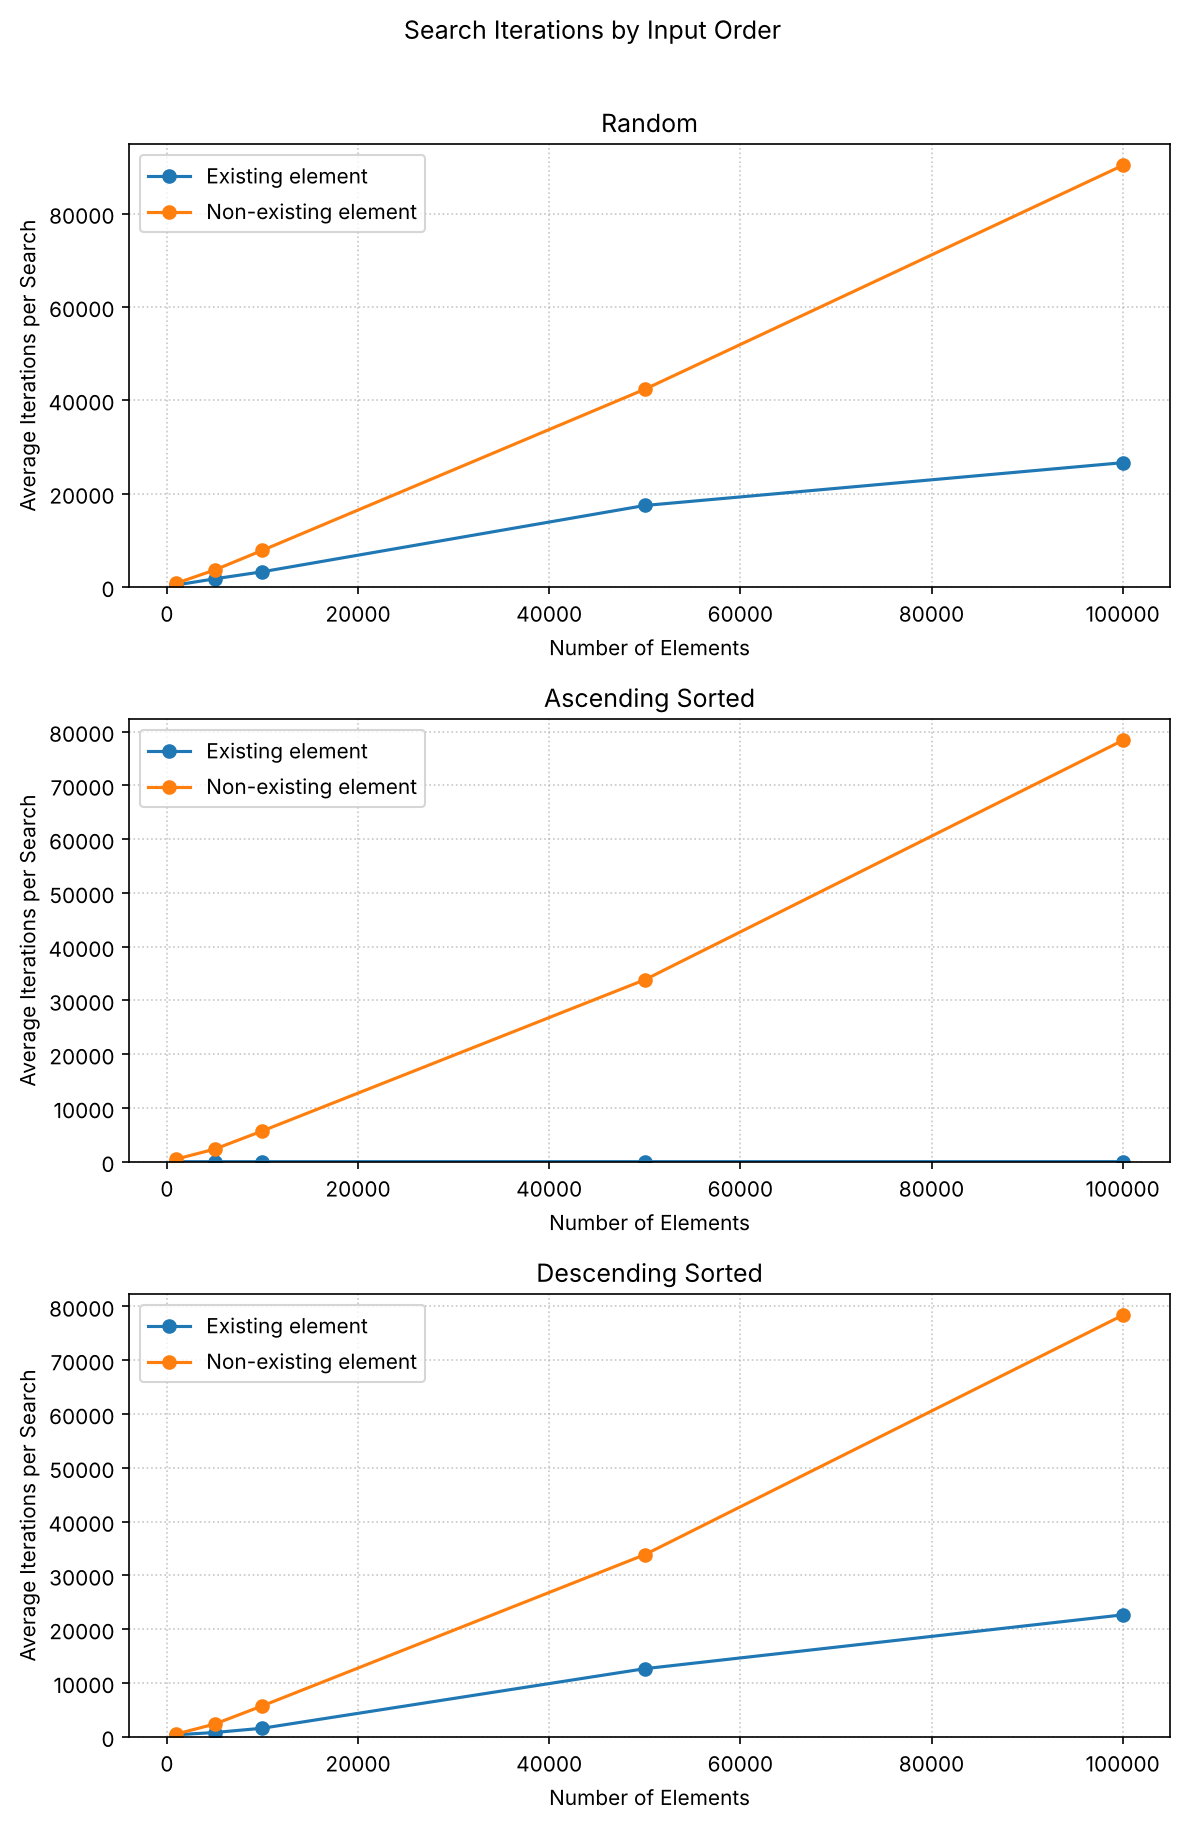 Search Iterations by Input Order
Random
Existing element
Non-existing element
Average Iterations per Search
80000
60000
40000
20000
0
0 20000 40000 60000 80000 100000
Number of Elements
Ascending Sorted
Existing element
Non-existing element
Average Iterations per Search
80000
70000
60000
50000
40000
30000
20000
10000
0
0 20000 40000 60000 80000 100000
Number of Elements
Descending Sorted
Existing element
Non-existing element
Average Iterations per Search
80000
70000
60000
50000
40000
30000
20000
10000
0
0 20000 40000 60000 80000 100000
Number of Elements